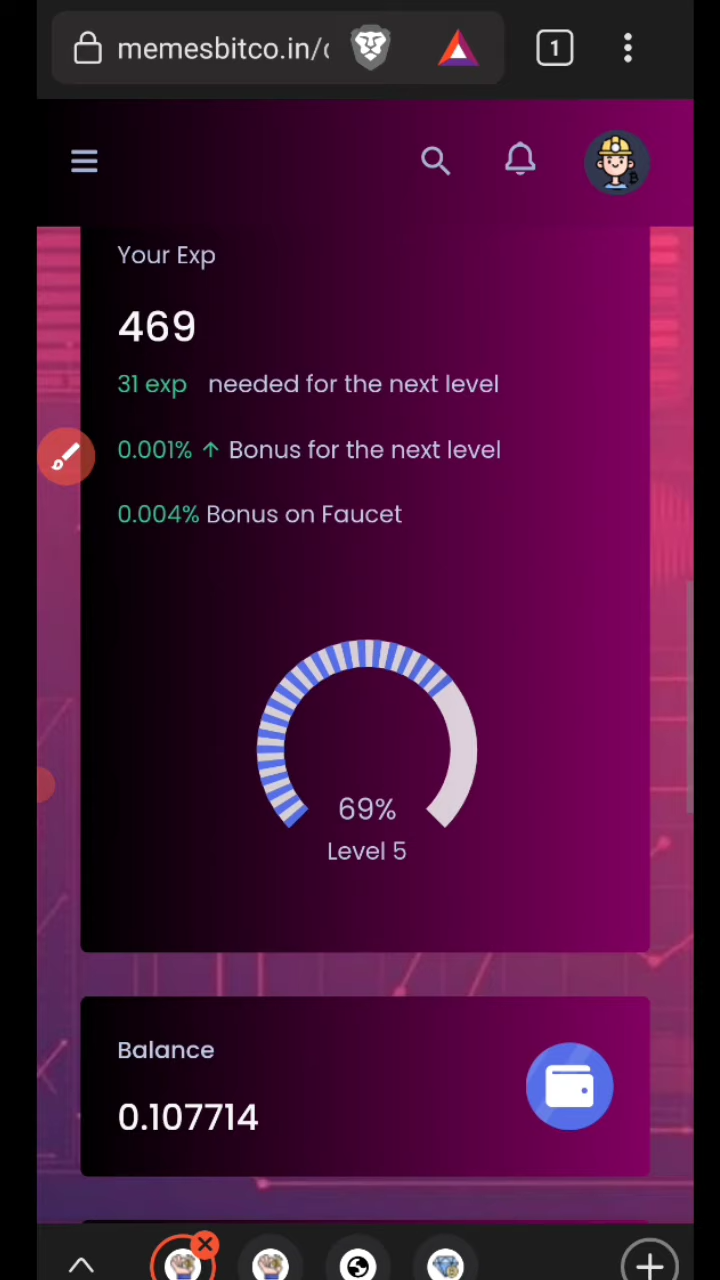 memesbitco.in/
1
Your Exp
469
31 exp needed for the next level
0.001% ↑ Bonus for the next level
0.004% Bonus on Faucet
69%
Level 5
Balance
0.107714